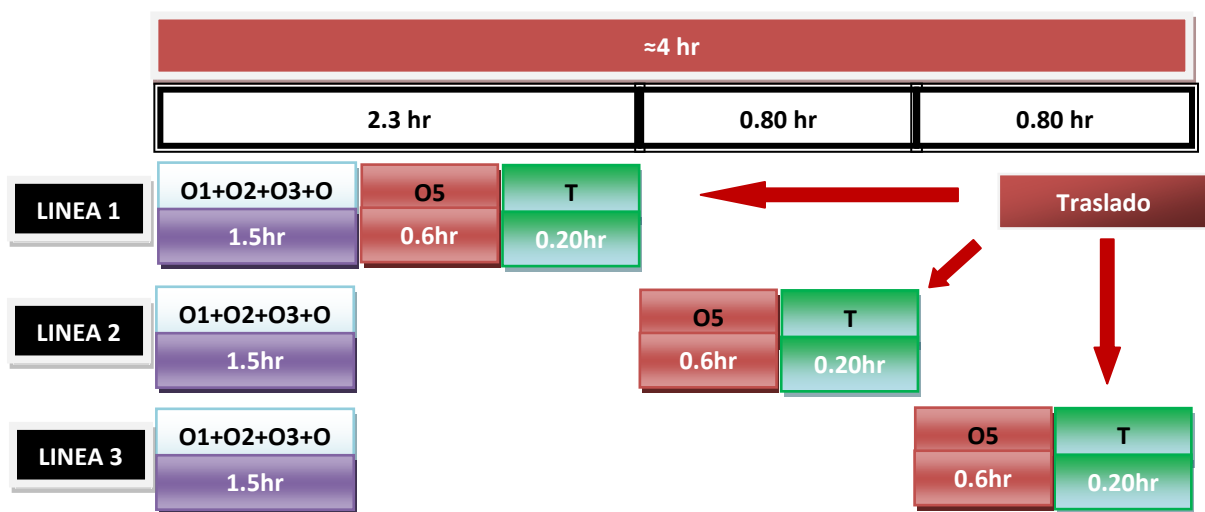 ≈4 hr
2.3 hr 0.80 hr 0.80 hr
LINEA 1 O1+O2+O3+O O5 T Traslado
1.5hr 0.6hr 0.20hr
LINEA 2 O1+O2+O3+O O5 T
1.5hr 0.6hr 0.20hr
LINEA 3 O1+O2+O3+O O5 T
1.5hr 0.6hr 0.20hr